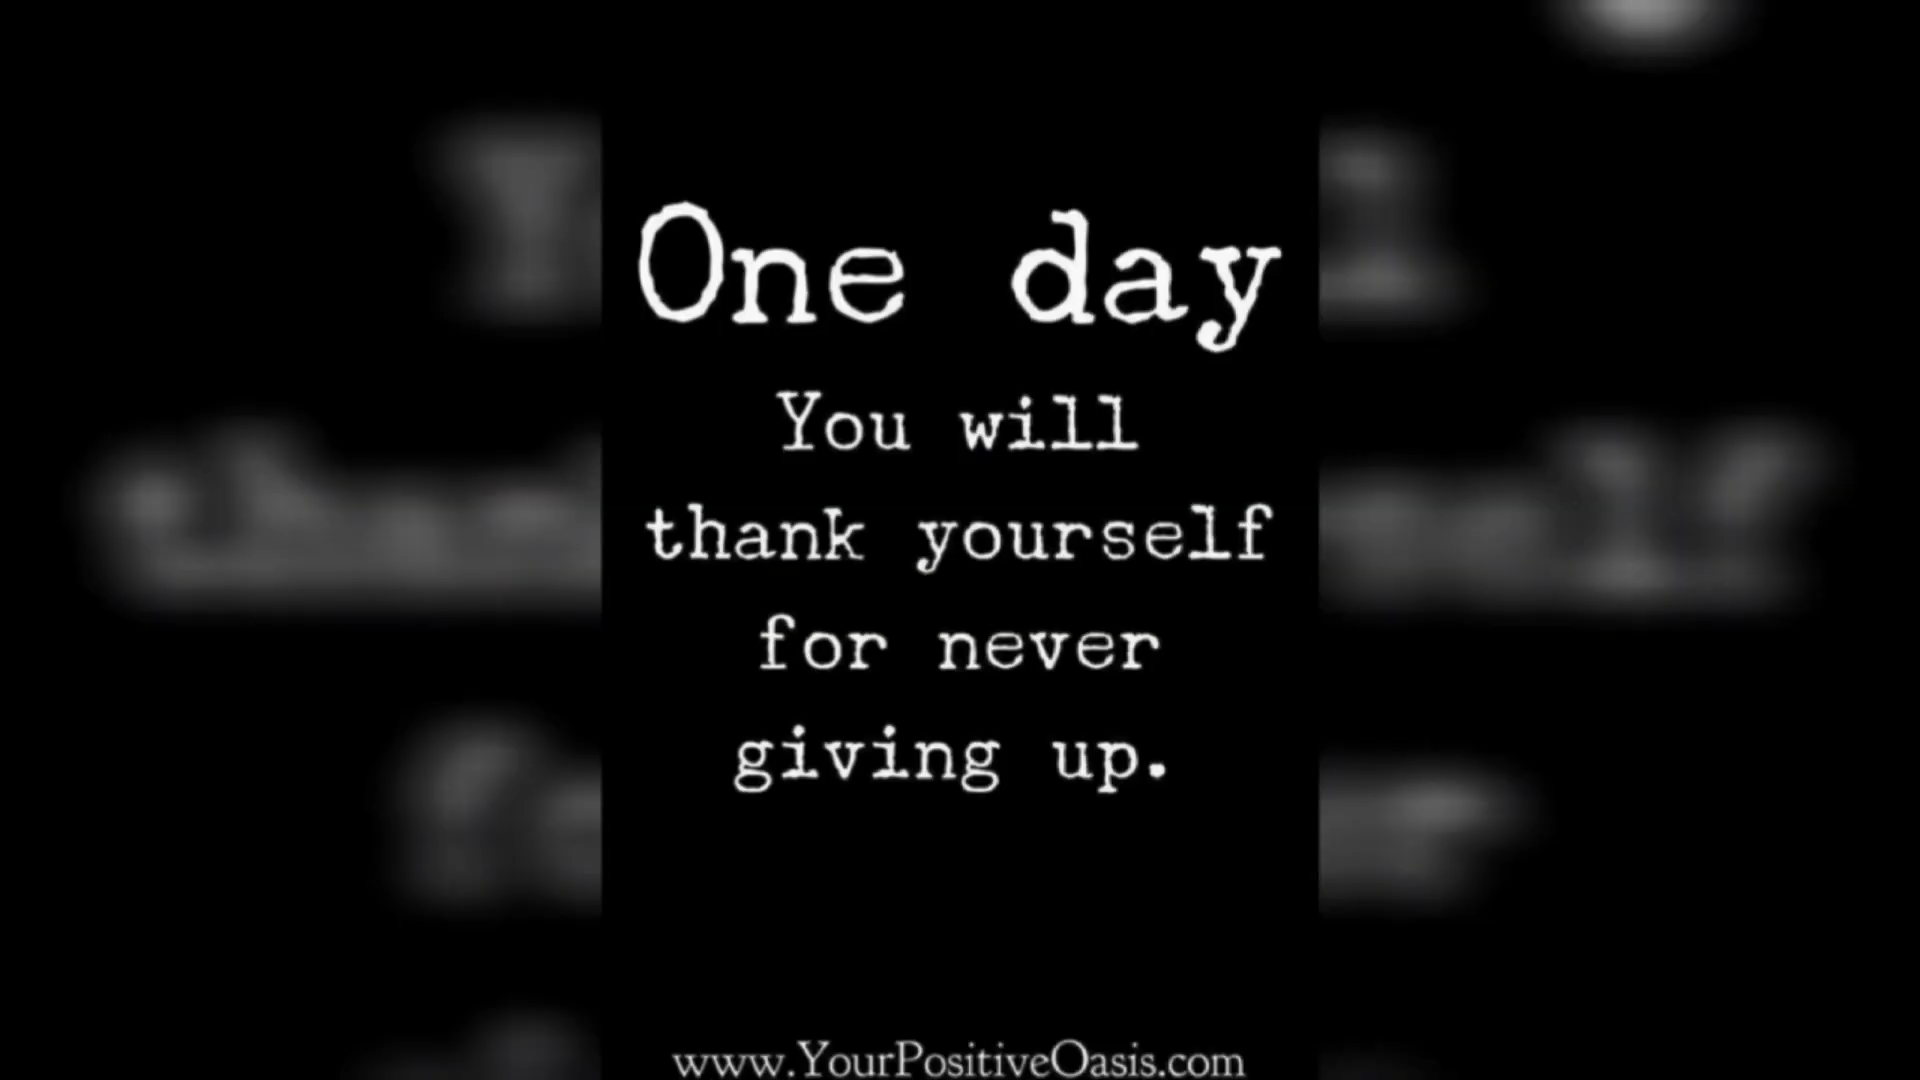 One day
You will
thank yourself
for never
giving up.
www.YourPositiveOasis.com